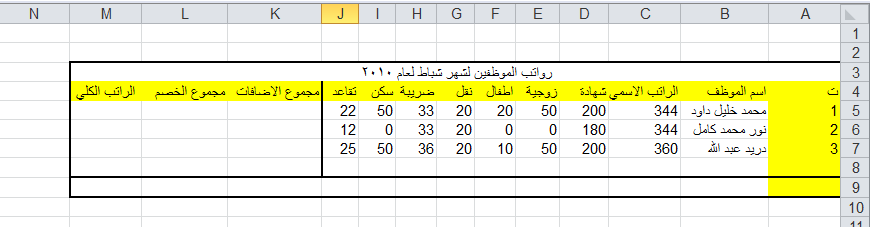 A B C D E F G H I J K L M N
1
2
3 رواتب الموظفين لشهر شباط لعام ٢٠١٠
4 ت اسم الموظف الراتب الاسمي شهادة زوجية اطفال نقل ضريبة سكن تقاعد مجموع الاضافات مجموع الخصم الراتب الكلي
5 1 محمد خليل داود 344 200 50 20 20 33 50 22
6 2 نور محمد كامل 344 180 0 0 20 33 0 12
7 3 دريد عبد الله 360 200 50 10 20 36 50 25
8
9
10
11